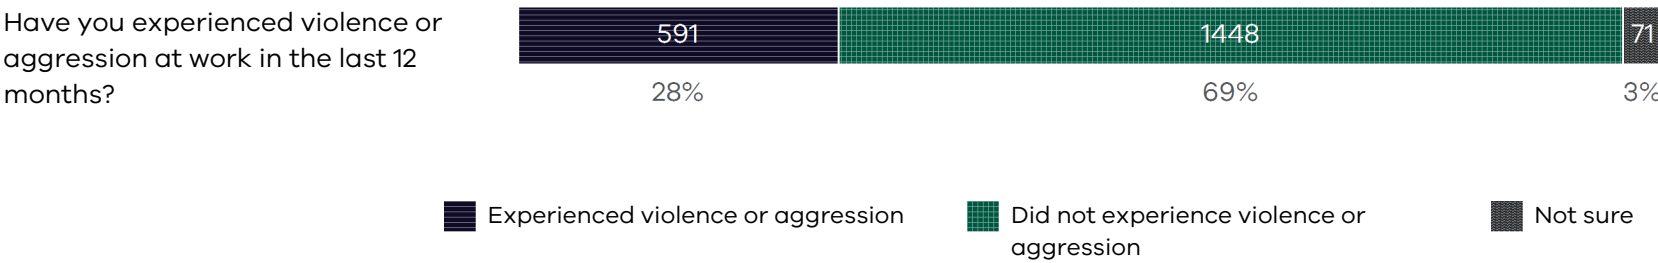 Have you experienced violence or
aggression at work in the last 12
months?
591
1448
71
28%
69%
3%
Experienced violence or aggression
Did not experience violence or
aggression
Not sure